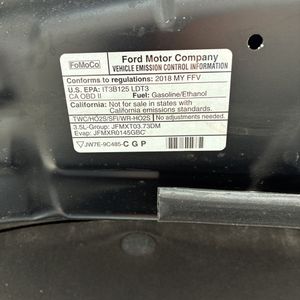 FoMoCo
Ford Motor Company
VEHICLE EMISSION CONTROL INFORMATION
Conforms to regulations: 2018 MY FFV
U.S. EPA: IT3B125 LDT3
CA OBD II Fuel: Gasoline/Ethanol
California: Not for sale in states with
California emissions standards.
TWC/HO2S/SFI/WR-HO2S No adjustments needed.
3.5L-Group: JFMXT03.73DM
Evap: JFMXR0145GBC
JW7E-9C485-CGP